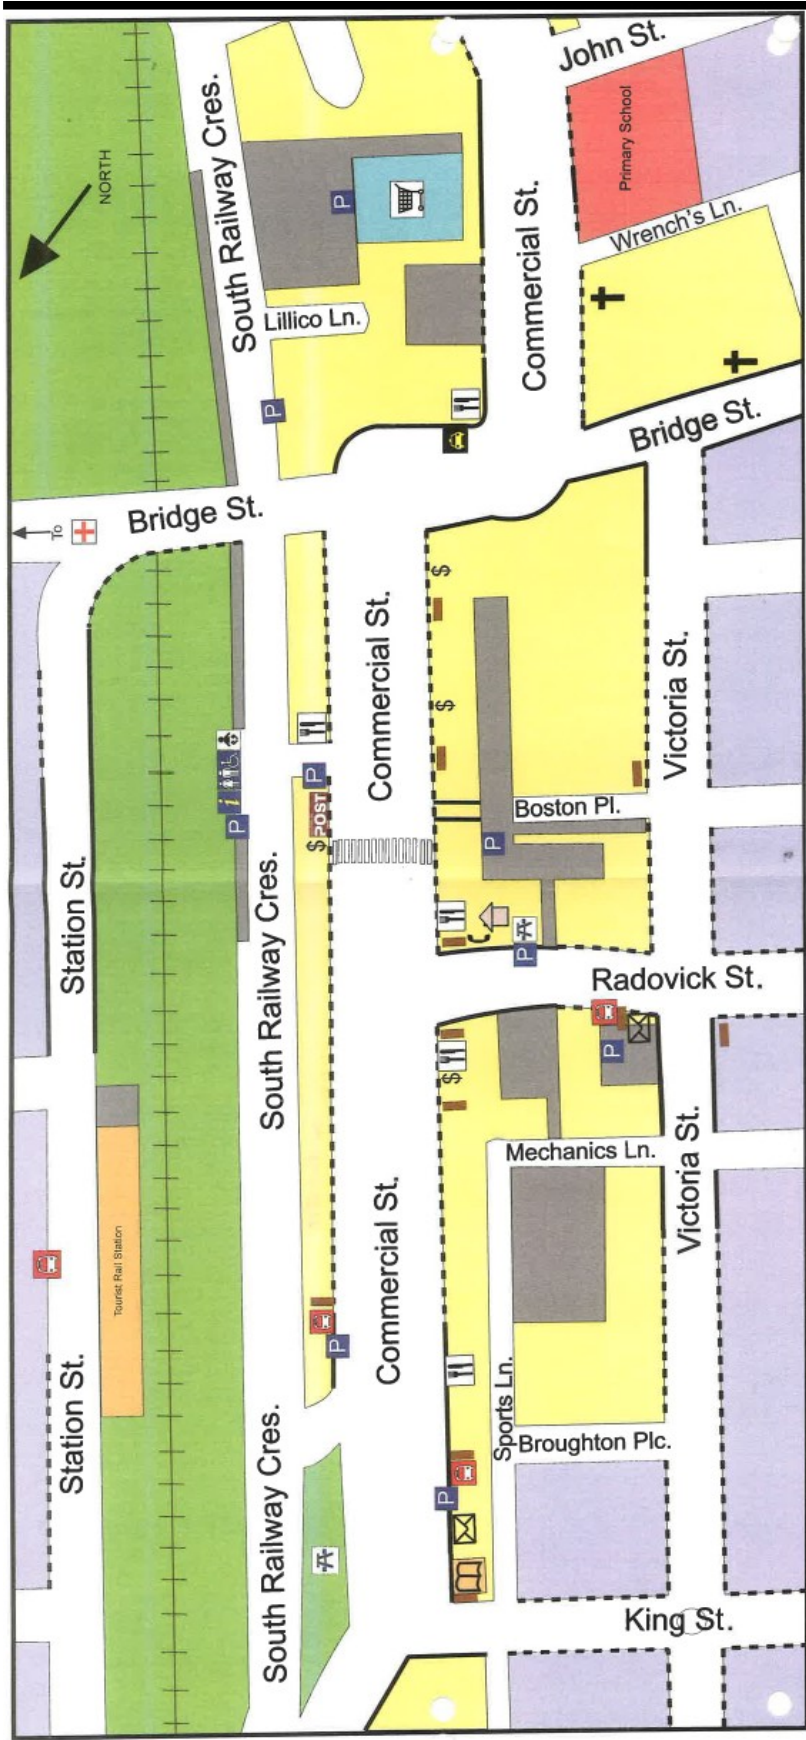 John St.
South Railway Cres.
Primary School
NORTH
Commercial St.
Wrench's Ln.
Lillico Ln.
P
P
Bridge St.
Bridge St.
To
$
Commercial St.
Victoria St.
$
P
i
P
POST
$
Boston Pl.
P
Station St.
South Railway Cres.
P
Radovick St.
P
$
Mechanics Ln.
Victoria St.
Commercial St.
Tourist Rail Station
P
Station St.
Sports Ln.
South Railway Cres.
Broughton Plc.
P
King St.